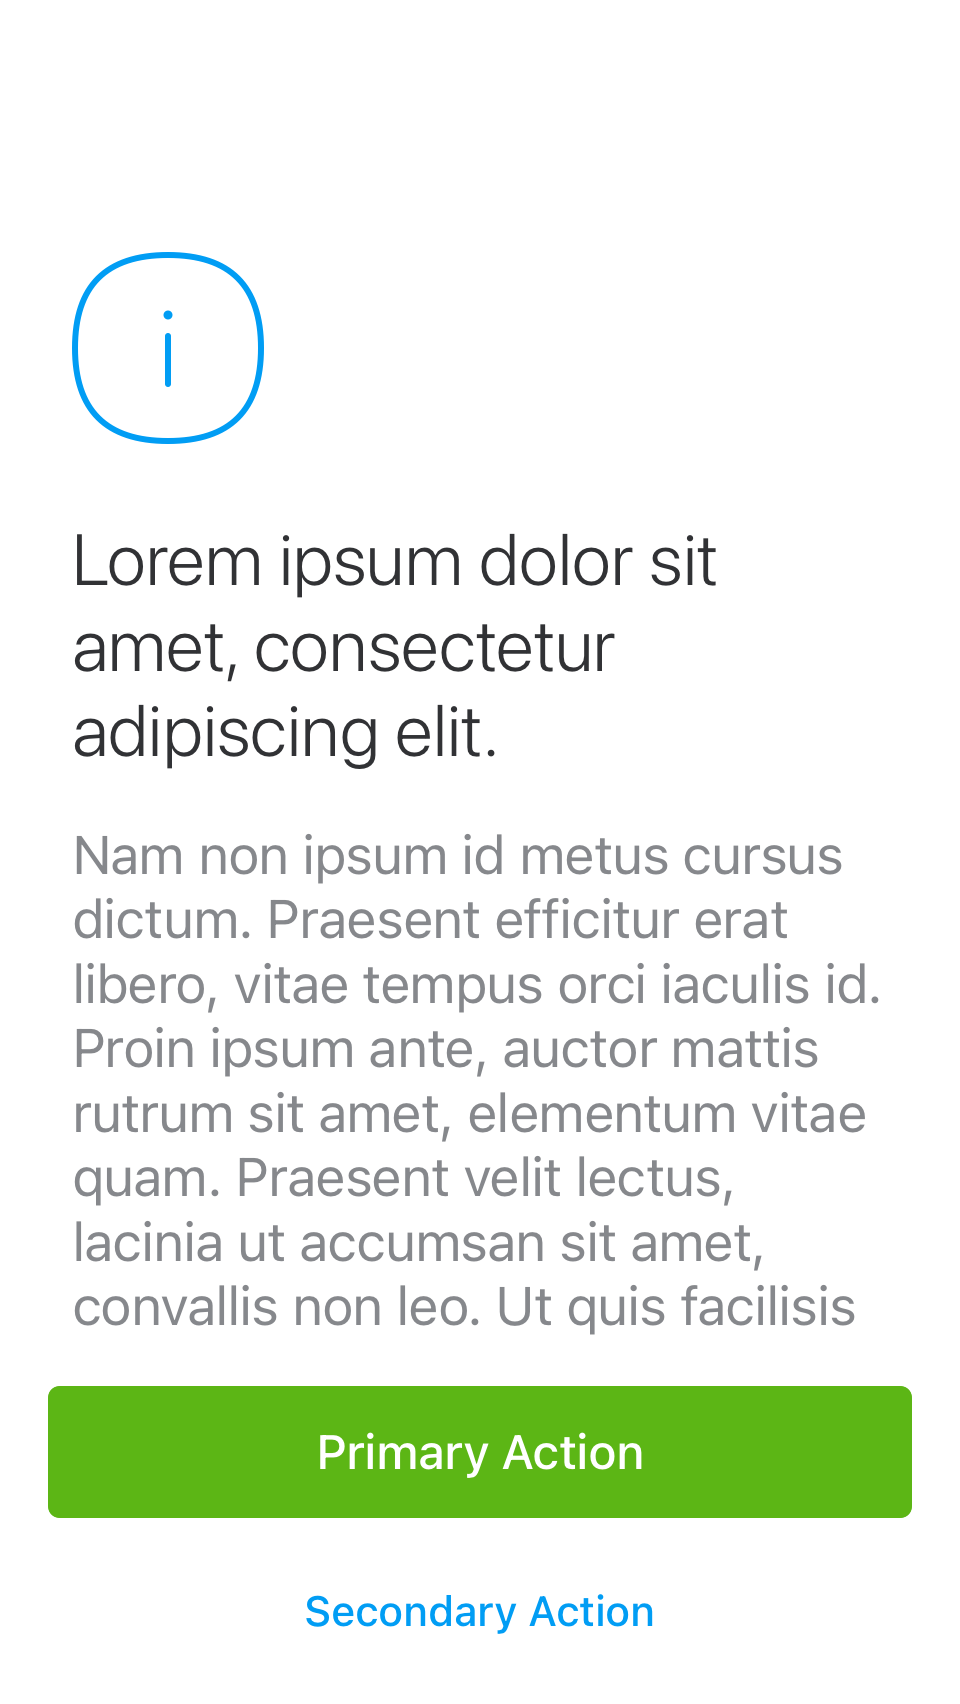 Lorem ipsum dolor sit
amet, consectetur
adipiscing elit.
Nam non ipsum id metus cursus
dictum. Praesent efficitur erat
libero, vitae tempus orci iaculis id.
Proin ipsum ante, auctor mattis
rutrum sit amet, elementum vitae
quam. Praesent velit lectus,
lacinia ut accumsan sit amet,
convallis non leo. Ut quis facilisis
Primary Action
Secondary Action